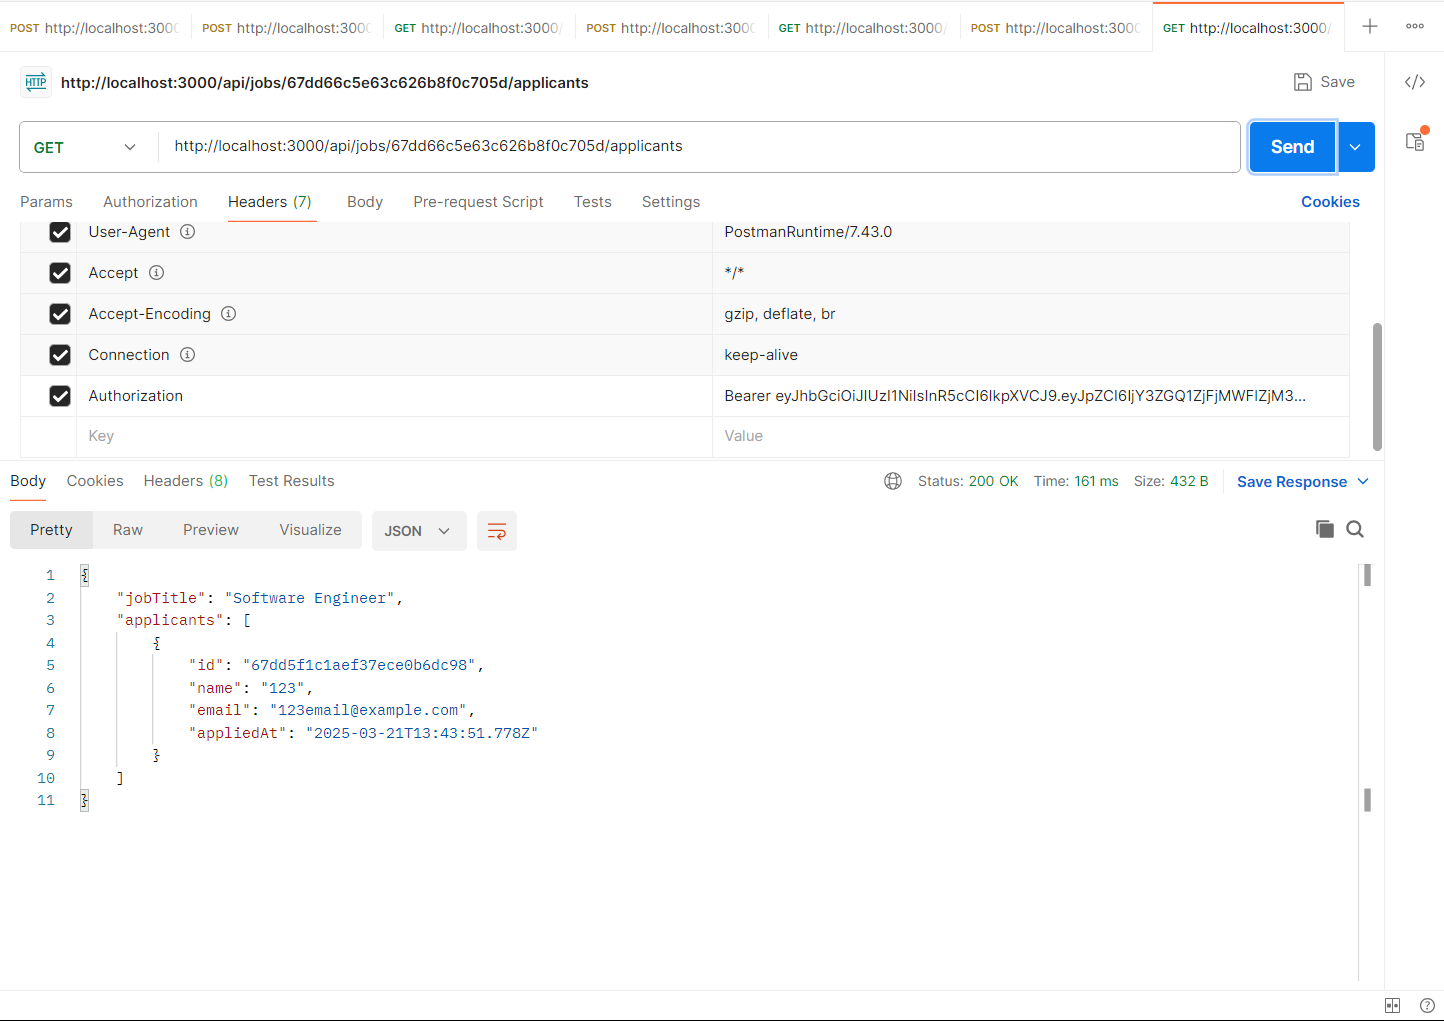 POST http://localhost:3000 POST http://localhost:3000 GET http://localhost:3000/ POST http://localhost:3000 GET http://localhost:3000/ POST http://localhost:3000 GET http://localhost:3000/
HTTP http://localhost:3000/api/jobs/67dd66c5e63c626b8f0c705d/applicants Save
GET http://localhost:3000/api/jobs/67dd66c5e63c626b8f0c705d/applicants Send
Params Authorization Headers (7) Body Pre-request Script Tests Settings Cookies
User-Agent PostmanRuntime/7.43.0
Accept */*
Accept-Encoding gzip, deflate, br
Connection keep-alive
Authorization Bearer eyJhbGciOiJIUzI1NiIsInR5cCI6IkpXVCJ9.eyJpZCI6IjY3ZGQ1ZjFjMWFlZjM3...
Key Value
Body Cookies Headers (8) Test Results Status: 200 OK Time: 161 ms Size: 432 B Save Response
Pretty Raw Preview Visualize JSON
1 {
2 "jobTitle": "Software Engineer",
3 "applicants": [
4 {
5 "id": "67dd5f1c1aef37ece0b6dc98",
6 "name": "123",
7 "email": "123email@example.com",
8 "appliedAt": "2025-03-21T13:43:51.778Z"
9 }
10 ]
11 }